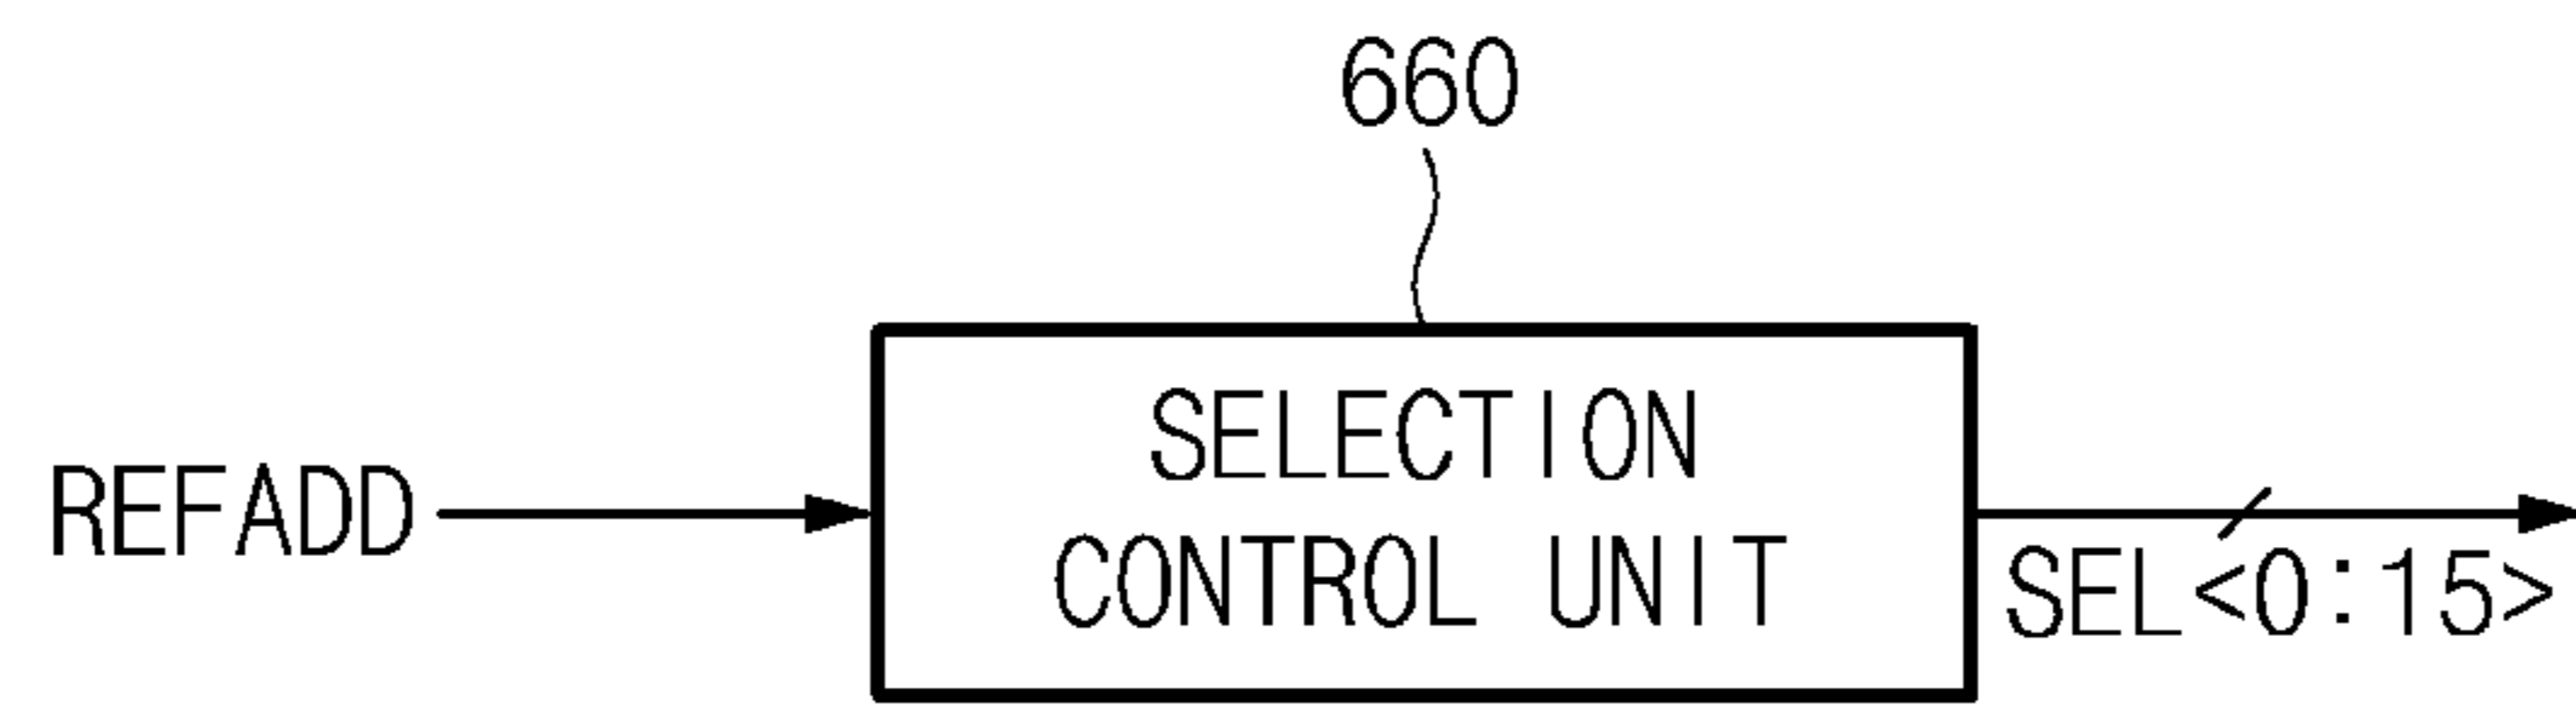 660
SELECTION
CONTROL UNIT
REFADD
SEL<0:15>